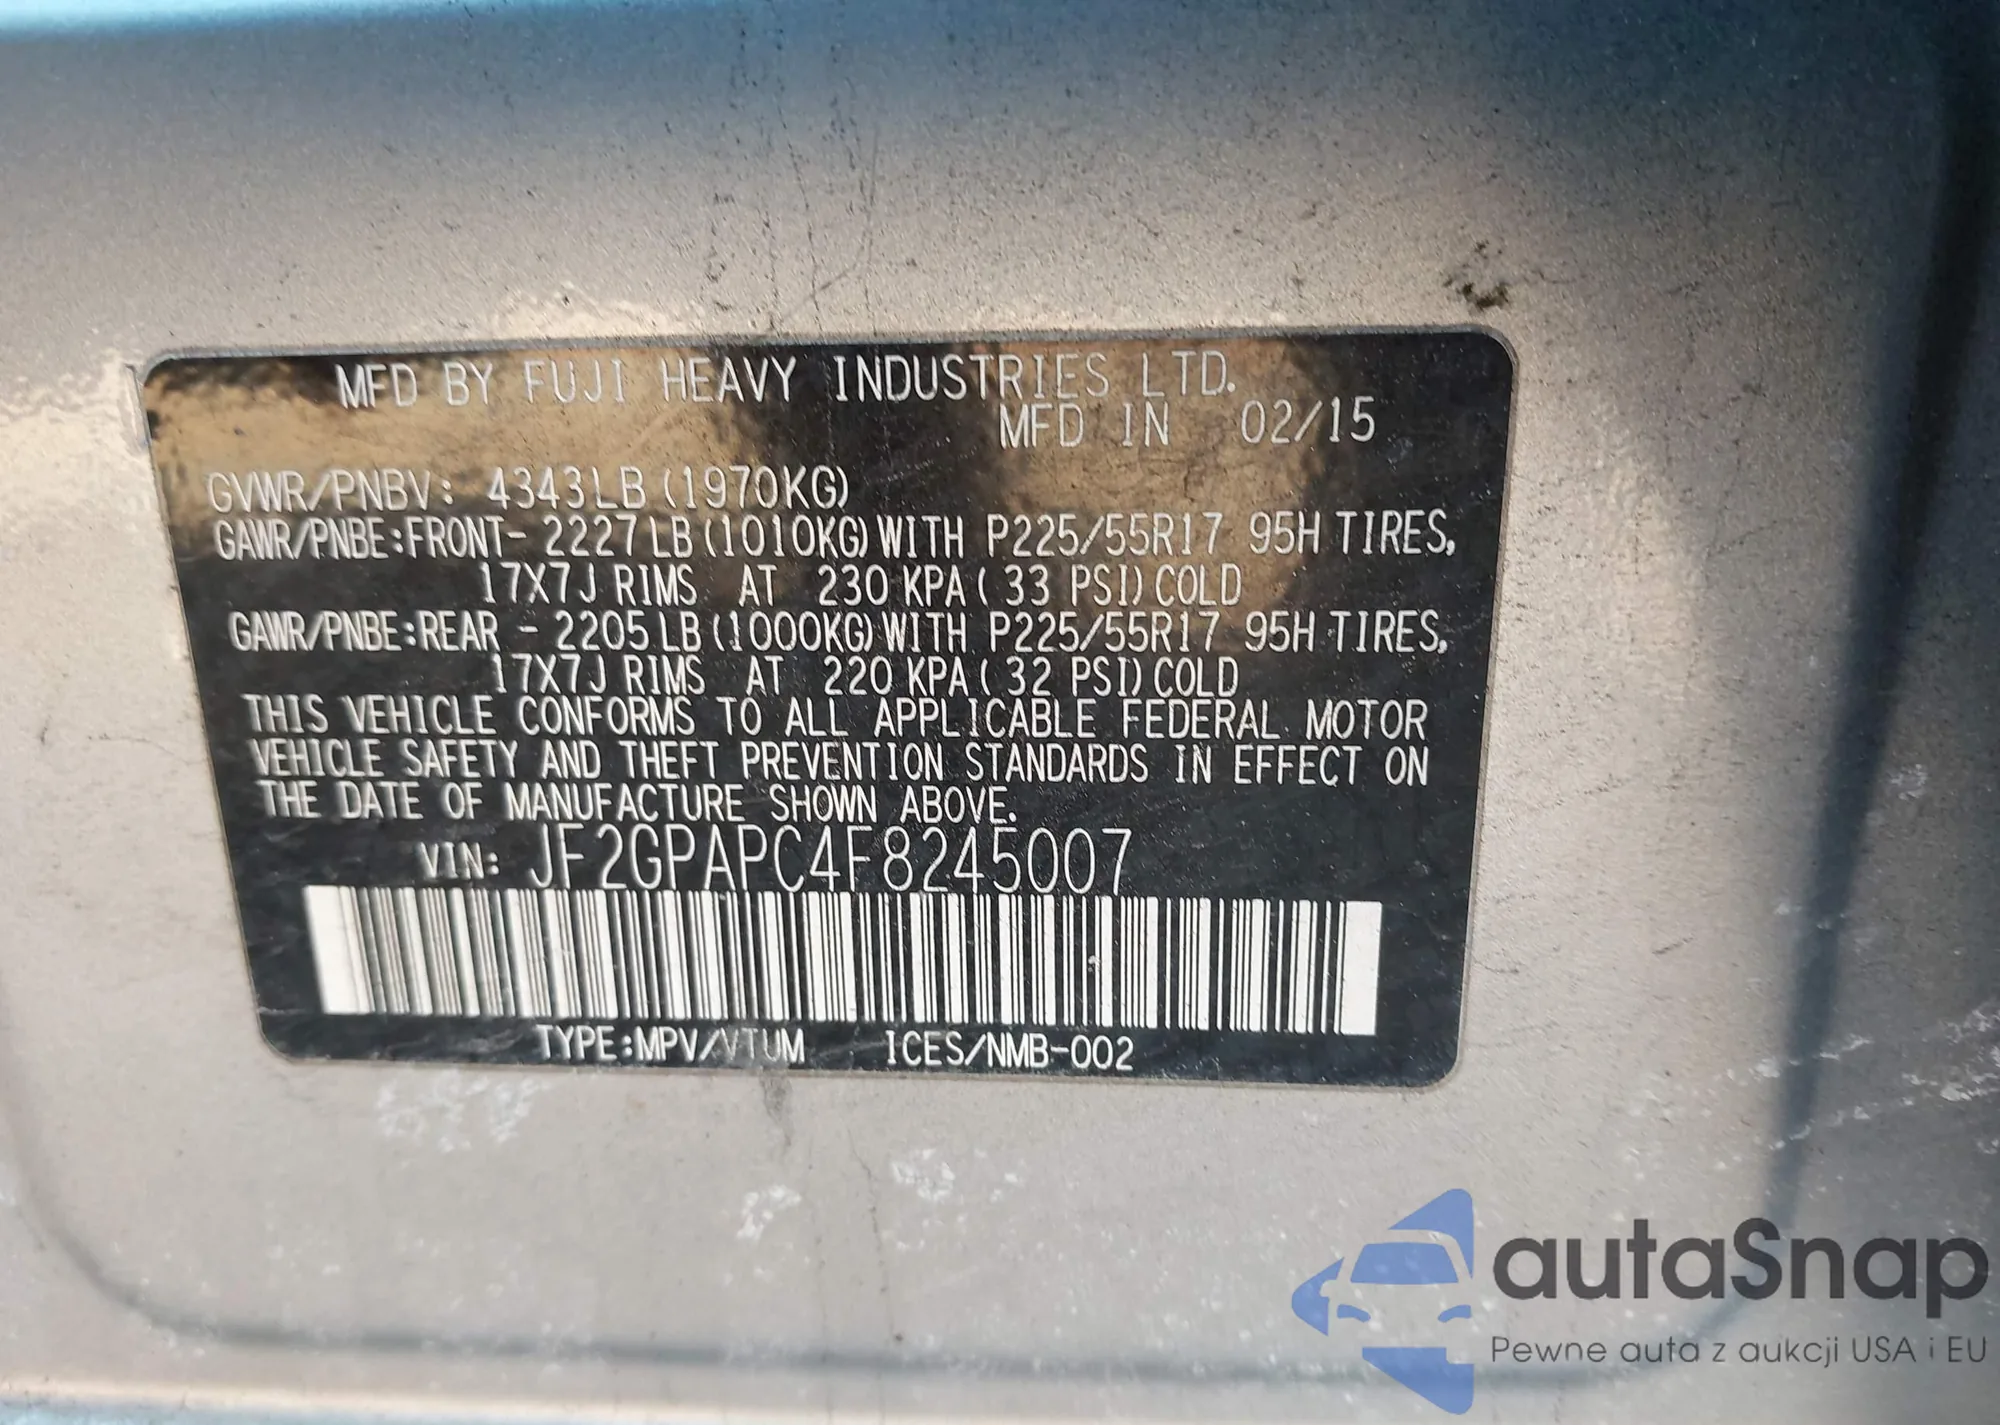 MFD BY FUJI HEAVY INDUSTRIES LTD.
MFD IN 02/15
GVWR/PNBV: 4343LB(1970KG)
GAWR/PNBE:FRONT- 2227LB(1010KG)WITH P225/55R17 95H TIRES,
17X7J RIMS AT 230 KPA( 33 PSI)COLD
GAWR/PNBE:REAR - 2205LB(1000KG)WITH P225/55R17 95H TIRES,
17X7J RIMS AT 220 KPA( 32 PSI)COLD
THIS VEHICLE CONFORMS TO ALL APPLICABLE FEDERAL MOTOR
VEHICLE SAFETY AND THEFT PREVENTION STANDARDS IN EFFECT ON
THE DATE OF MANUFACTURE SHOWN ABOVE.
VIN: JF2GPAPC4F8245007
TYPE:MPV/VTUM ICES/NMB-002
autaSnap
Pewne auta z aukcji USA i EU